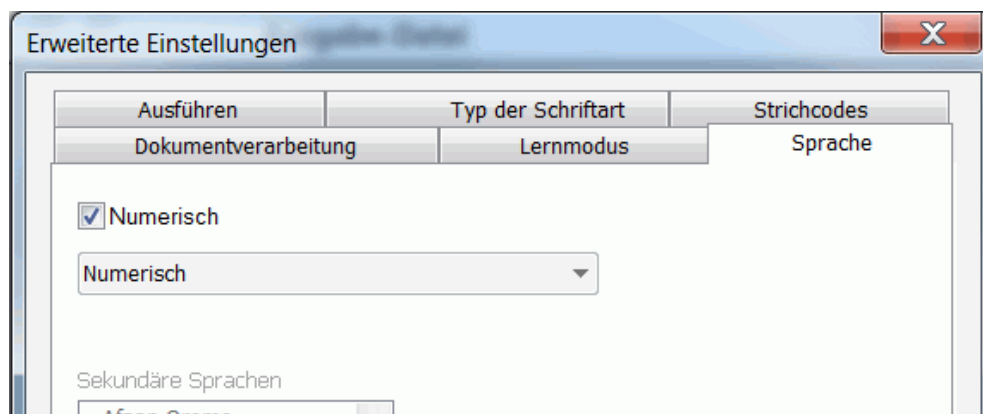 Erweiterte Einstellungen
Ausführen Typ der Schriftart Strichcodes
Dokumentverarbeitung Lernmodus Sprache
Numerisch
Numerisch
Sekundäre Sprachen